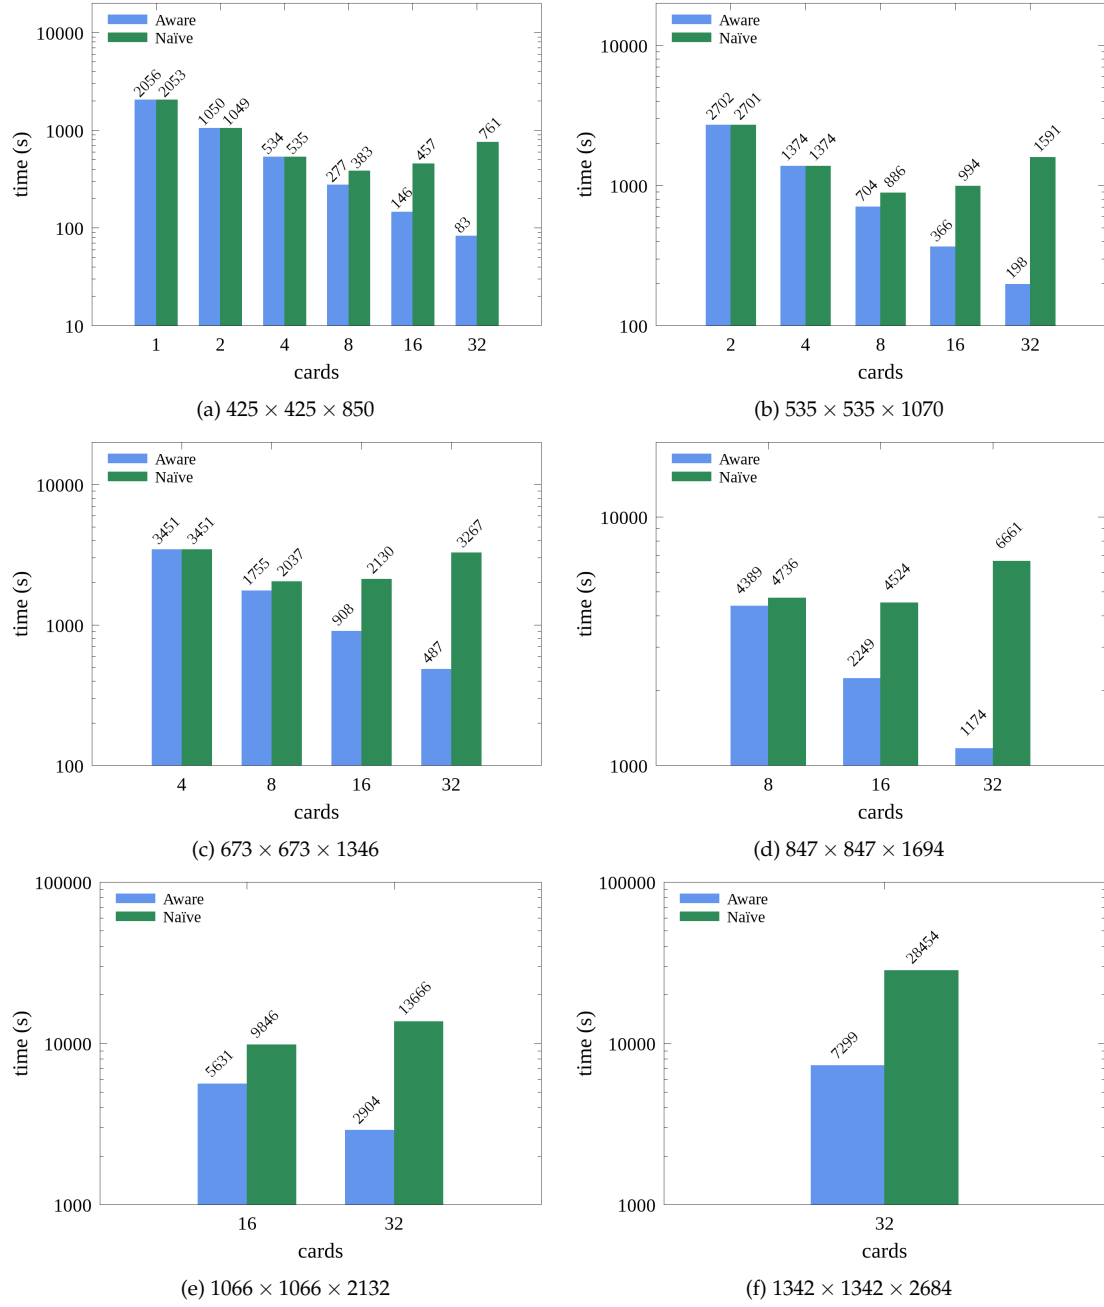 Aware
Naïve
10000
1000
100
10
time (s)
2056 2053
1050 1049
534 535
277 383
146 457
83 761
1 2 4 8 16 32
cards
(a) 425 × 425 × 850
Aware
Naïve
10000
1000
100
time (s)
2702 2701
1374 1374
704 886
366 994
198 1591
2 4 8 16 32
cards
(b) 535 × 535 × 1070
Aware
Naïve
10000
1000
100
time (s)
3451 3451
1755 2037
908 2130
487 3267
4 8 16 32
cards
(c) 673 × 673 × 1346
Aware
Naïve
10000
1000
time (s)
4389 4736
2249 4524
1174 6661
8 16 32
cards
(d) 847 × 847 × 1694
Aware
Naïve
100000
10000
1000
time (s)
5631 9846
2904 13666
16 32
cards
(e) 1066 × 1066 × 2132
Aware
Naïve
100000
10000
1000
time (s)
7299 28454
32
cards
(f) 1342 × 1342 × 2684